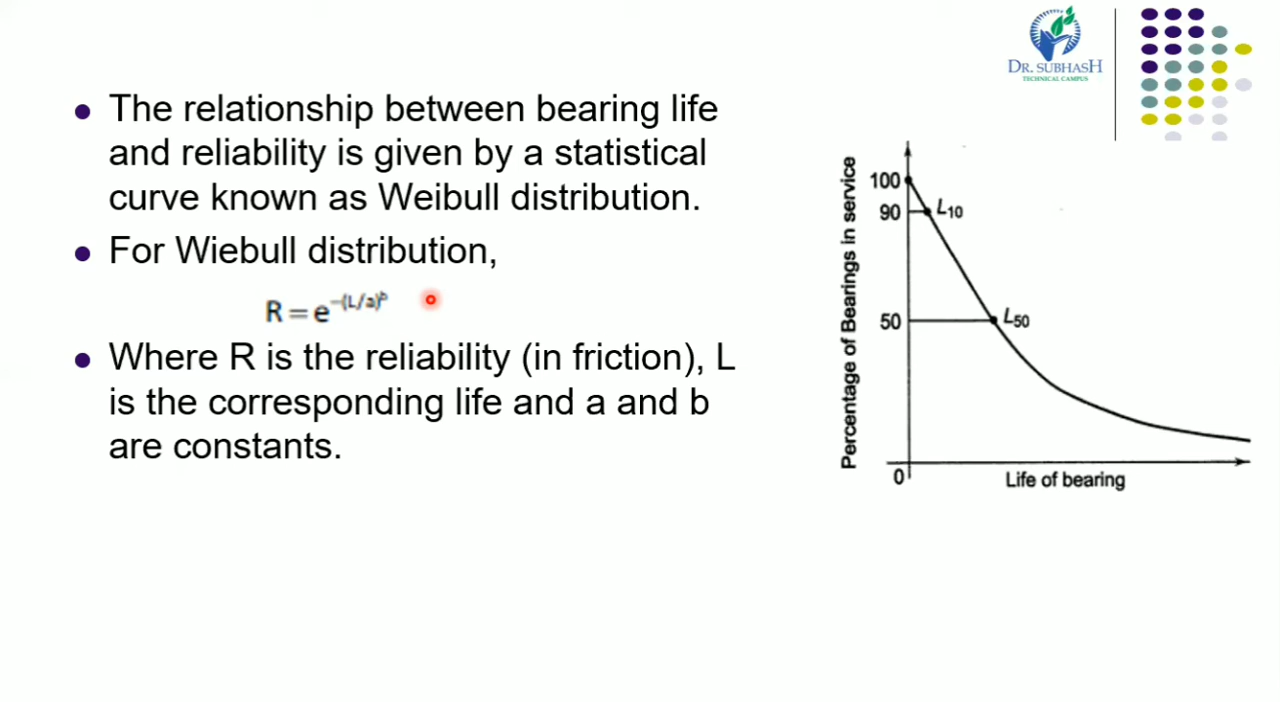 DR. SUBHASH
TECHNICAL CAMPUS
• The relationship between bearing life
and reliability is given by a statistical
curve known as Weibull distribution.
• For Wiebull distribution,
R = e^{-(L/a)^b}
• Where R is the reliability (in friction), L
is the corresponding life and a and b
are constants.
Percentage of Bearings in service
100
90
L10
50
L50
0
Life of bearing